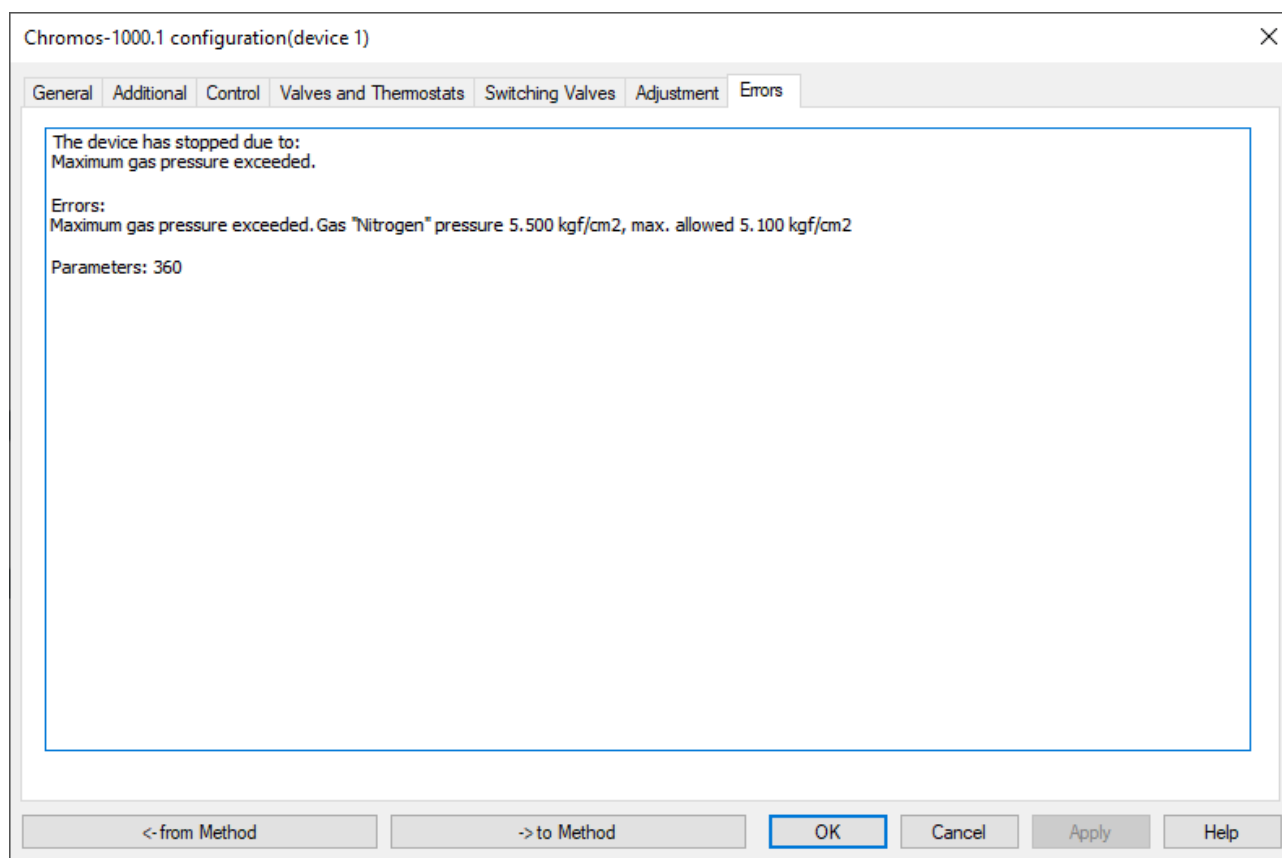 Chromos-1000.1 configuration(device 1)
General Additional Control Valves and Thermostats Switching Valves Adjustment Errors
The device has stopped due to:
Maximum gas pressure exceeded.
Errors:
Maximum gas pressure exceeded. Gas "Nitrogen" pressure 5.500 kgf/cm2, max. allowed 5.100 kgf/cm2
Parameters: 360
<-from Method -> to Method OK Cancel Apply Help